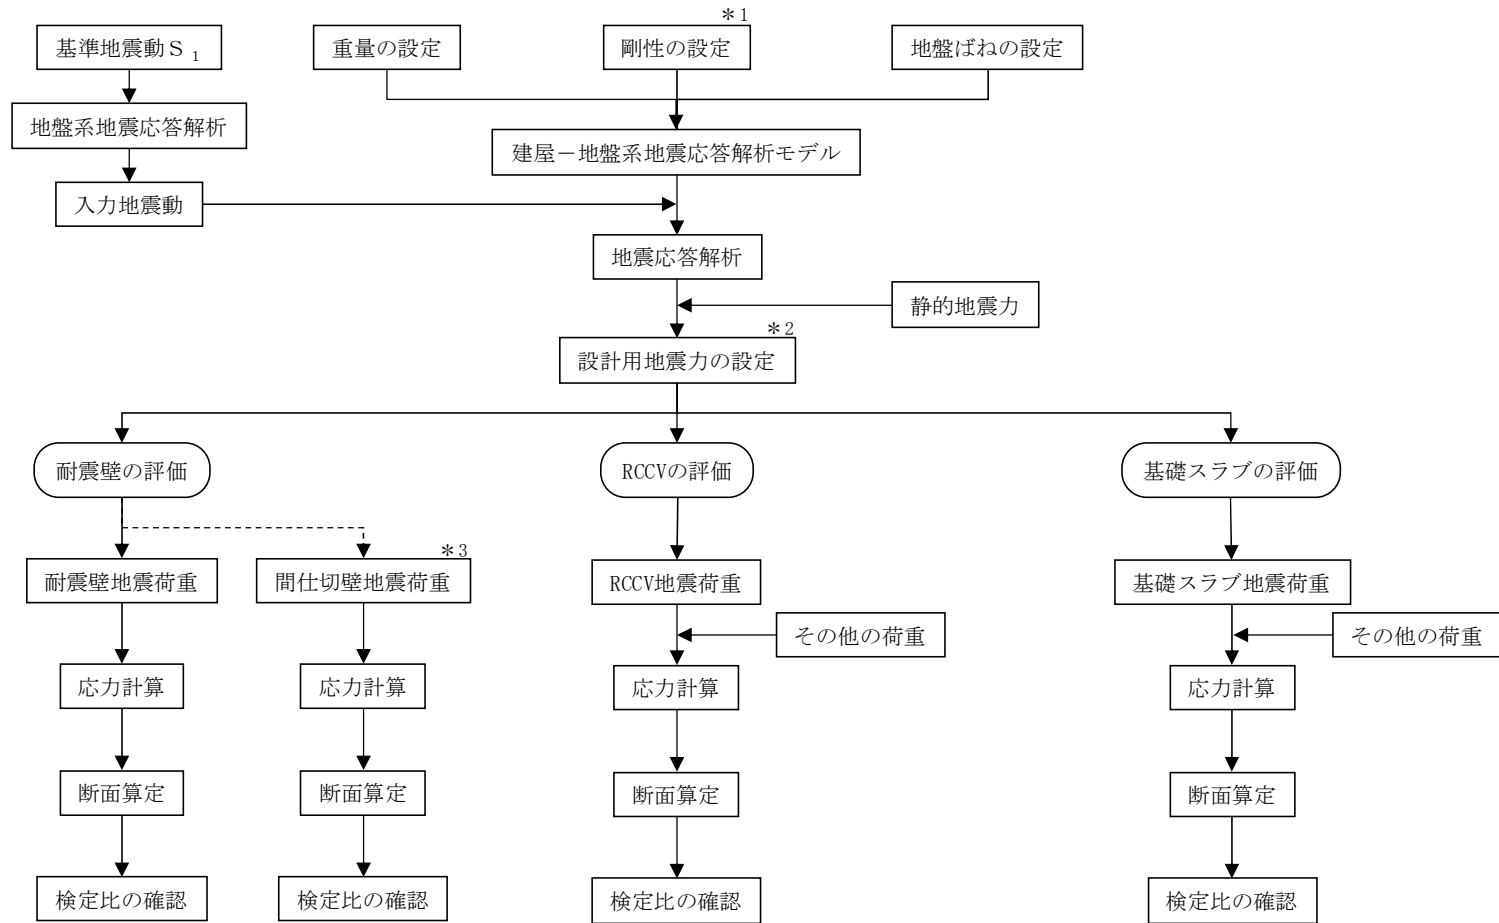 ＊1
基準地震動Ｓ₁
重量の設定
剛性の設定
地盤ばねの設定
地盤系地震応答解析
建屋－地盤系地震応答解析モデル
入力地震動
地震応答解析
静的地震力
＊2
設計用地震力の設定
耐震壁の評価
RCCVの評価
基礎スラブの評価
＊3
耐震壁地震荷重
間仕切壁地震荷重
RCCV地震荷重
基礎スラブ地震荷重
その他の荷重
その他の荷重
応力計算
応力計算
応力計算
応力計算
断面算定
断面算定
断面算定
断面算定
検定比の確認
検定比の確認
検定比の確認
検定比の確認